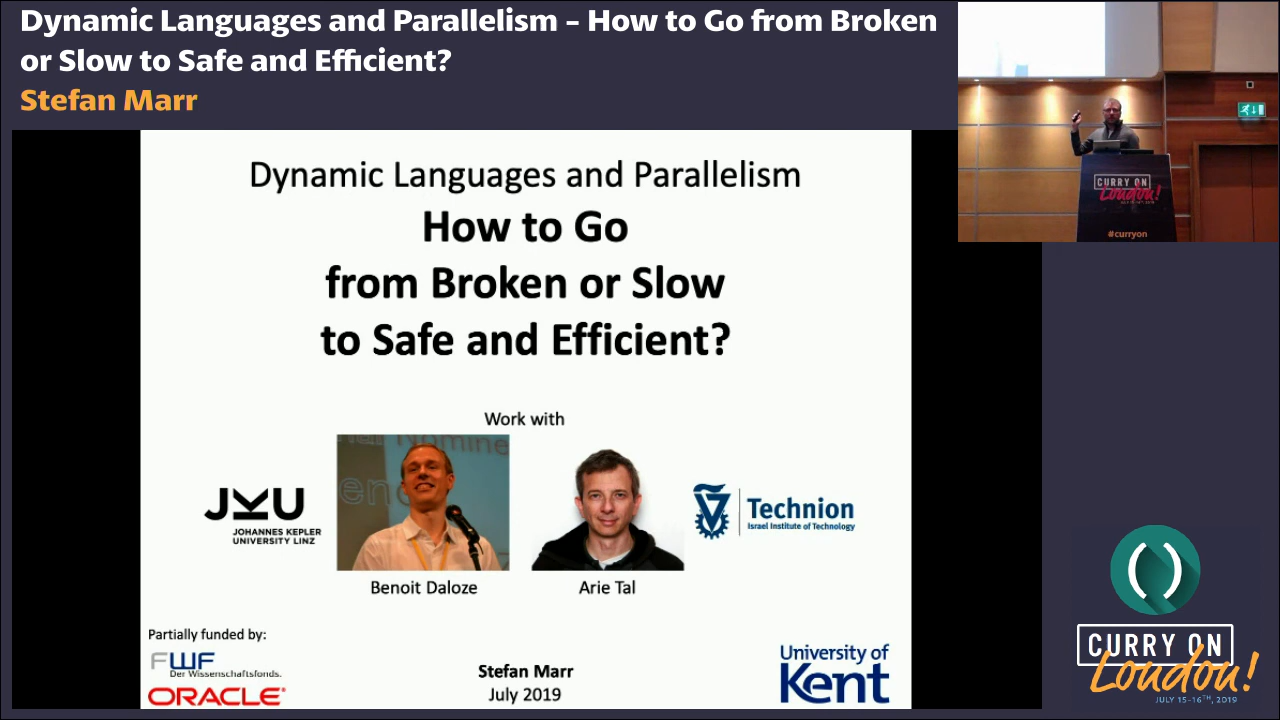 Dynamic Languages and Parallelism – How to Go from Broken
or Slow to Safe and Efficient?
Stefan Marr
Dynamic Languages and Parallelism
How to Go
from Broken or Slow
to Safe and Efficient?
Work with
JKU
JOHANNES KEPLER
UNIVERSITY LINZ
Technion
Israel Institute of Technology
Benoit Daloze
Arie Tal
Partially funded by:
FWF
Der Wissenschaftsfonds.
ORACLE
Stefan Marr
July 2019
University of
Kent
CURRY ON
London!
#curryon
CURRY ON
London!
JULY 15-16TH, 2019